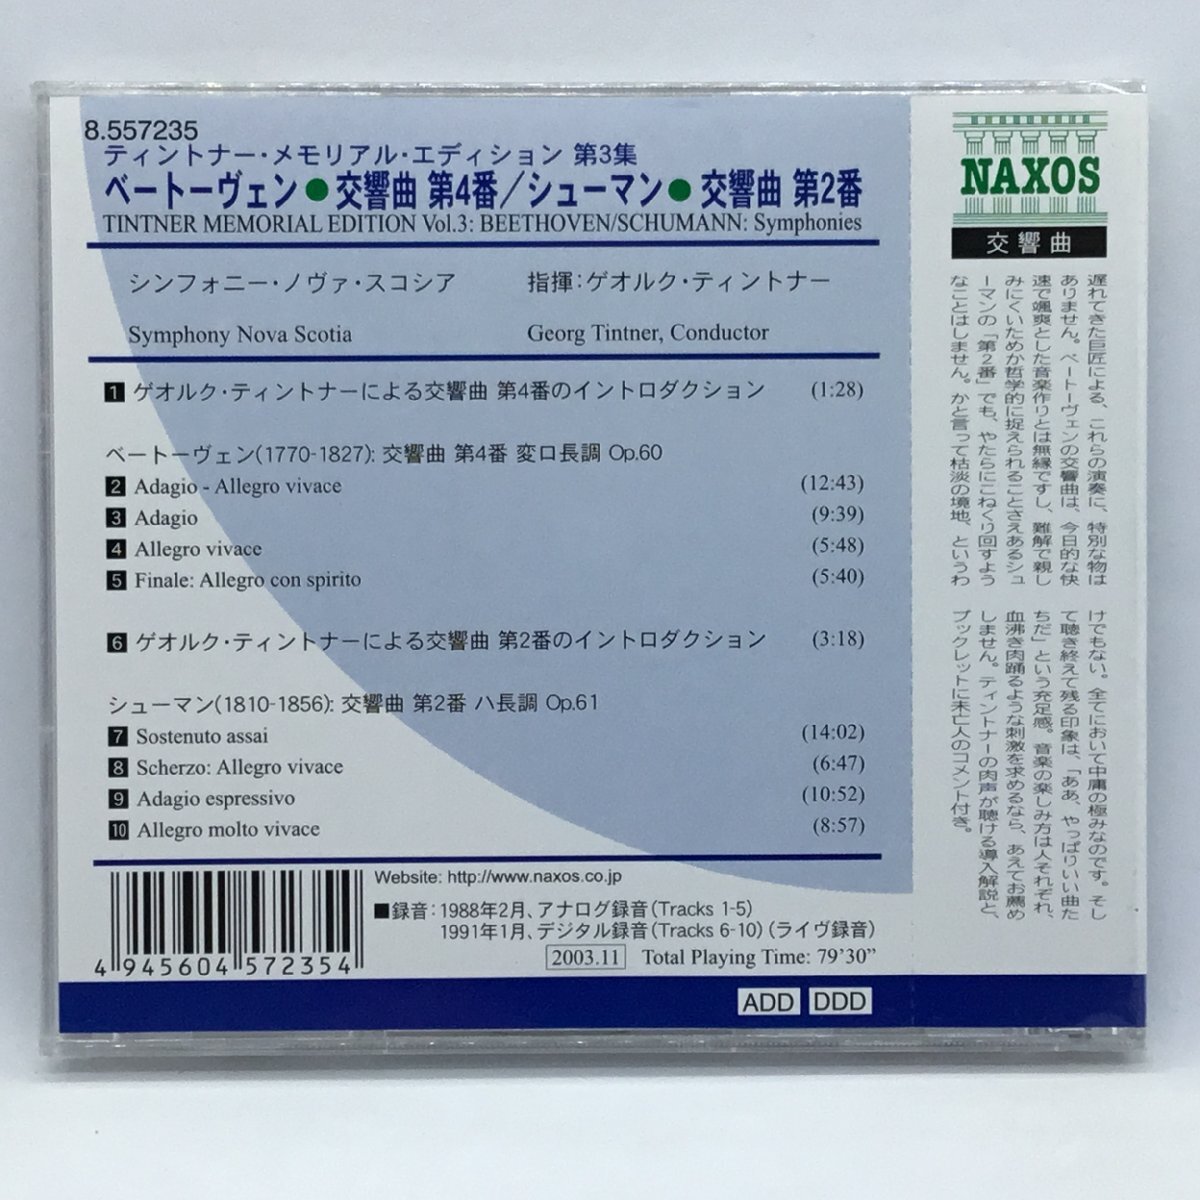 8.557235
ティントナー・メモリアル・エディション 第3集
ベートーヴェン●交響曲 第4番/シューマン●交響曲 第2番
TINTNER MEMORIAL EDITION Vol.3: BEETHOVEN/SCHUMANN: Symphonies
シンフォニー・ノヴァ・スコシア 指揮:ゲオルク・ティントナー
Symphony Nova Scotia Georg Tintner, Conductor
1 ゲオルク・ティントナーによる交響曲 第4番のイントロダクション (1:28)
ベートーヴェン(1770-1827): 交響曲 第4番 変ロ長調 Op.60
2 Adagio - Allegro vivace (12:43)
3 Adagio (9:39)
4 Allegro vivace (5:48)
5 Finale: Allegro con spirito (5:40)
6 ゲオルク・ティントナーによる交響曲 第2番のイントロダクション (3:18)
シューマン(1810-1856): 交響曲 第2番 ハ長調 Op.61
7 Sostenuto assai (14:02)
8 Scherzo: Allegro vivace (6:47)
9 Adagio espressivo (10:52)
10 Allegro molto vivace (8:57)
Website: http://www.naxos.co.jp
■録音:1988年2月、アナログ録音(Tracks 1-5)
1991年1月、デジタル録音(Tracks 6-10)(ライヴ録音)
2003.11 Total Playing Time: 79'30”
4 945604 572354
ADD DDD
NAXOS
交響曲
遅れてきた巨匠による、これらの演奏に、特別な物は
ありません。ベートーヴェンの交響曲は、今日的な快
速で颯爽とした音楽作りとは無縁ですし、難解で親し
みにくいためか哲学的に捉えられることさえあるシュ
ーマンの「第2番」でも、やたらにこねくり回すよう
なことはしません。かと言って枯淡の境地、というわ
けでもない。全てにおいて中庸の極みなのです。そし
て聴き終えて残る印象は、「ああ、やっぱりいい曲た
ちだ」という充足感。音楽の楽しみ方は人それぞれ、
血沸き肉踊るような刺激を求めるなら、あえてお薦め
しません。ティントナーの肉声が聴ける導入解説と、
ブックレットに未亡人のコメント付き。